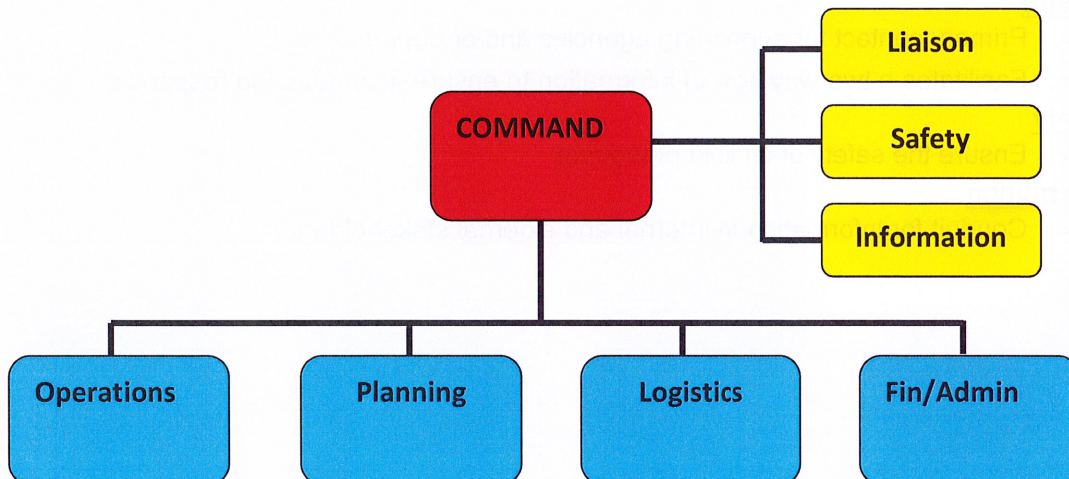 Liaison
COMMAND
Safety
Information
Operations
Planning
Logistics
Fin/Admin